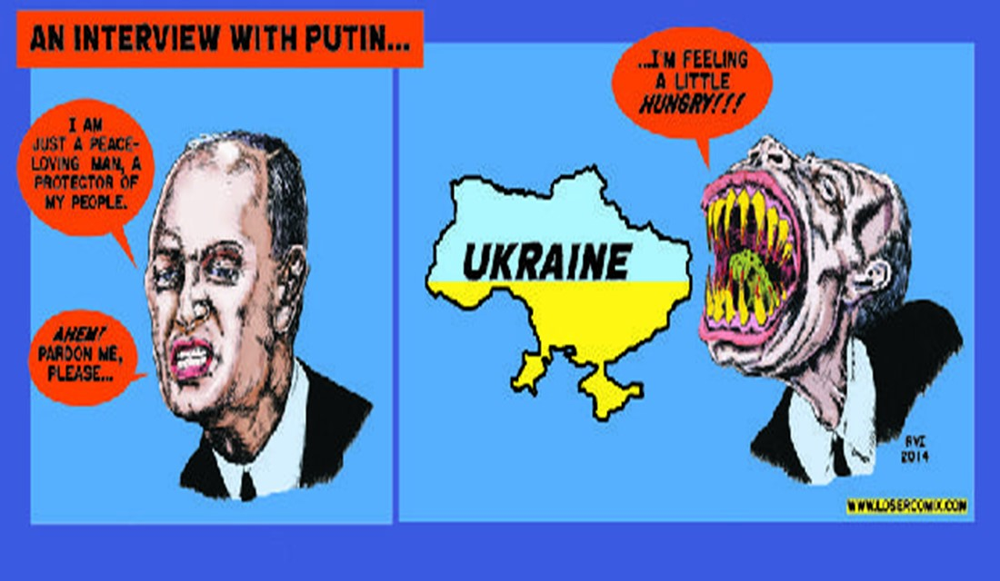 AN INTERVIEW WITH PUTIN...
I AM
JUST A PEACE-
LOVING MAN, A
PROTECTOR OF
MY PEOPLE.
AHEM!
PARDON ME,
PLEASE...
...I'M FEELING
A LITTLE
HUNGRY!!!
UKRAINE
RVI
2014
WWW.LOSERCOMIX.COM